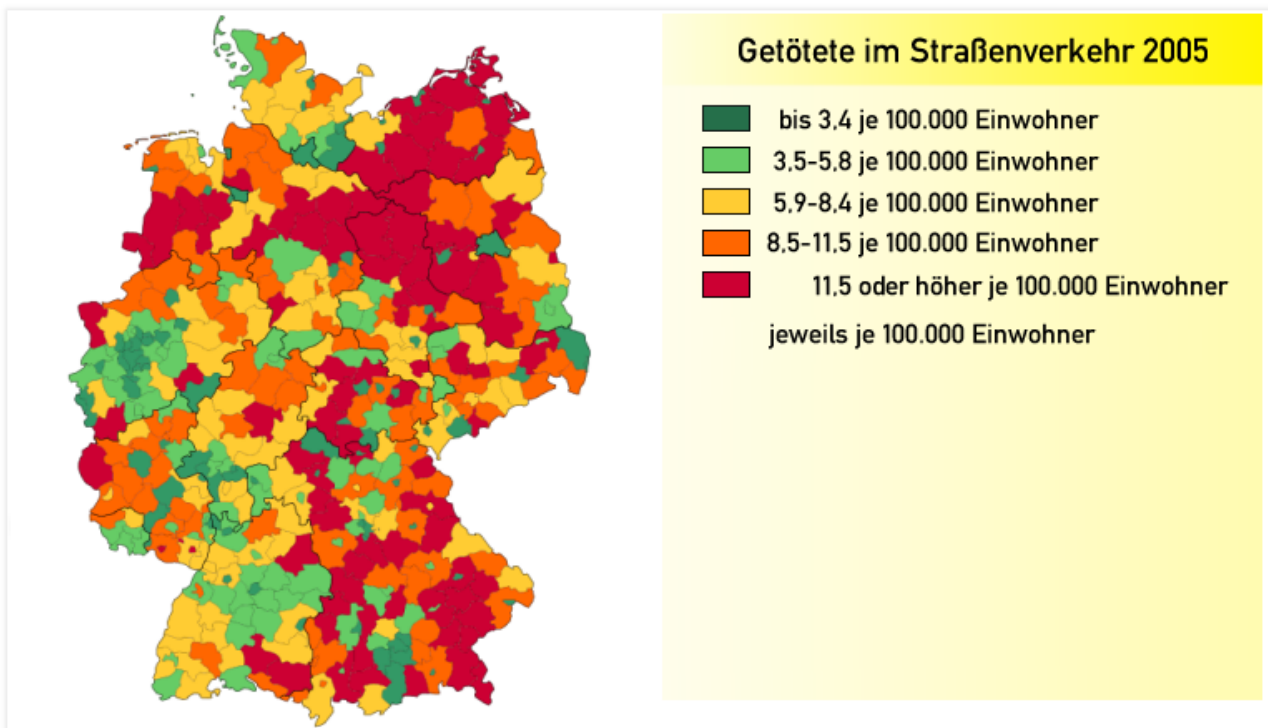 Getötete im Straßenverkehr 2005
bis 3,4 je 100.000 Einwohner
3,5-5,8 je 100.000 Einwohner
5,9-8,4 je 100.000 Einwohner
8,5-11,5 je 100.000 Einwohner
11,5 oder höher je 100.000 Einwohner
jeweils je 100.000 Einwohner